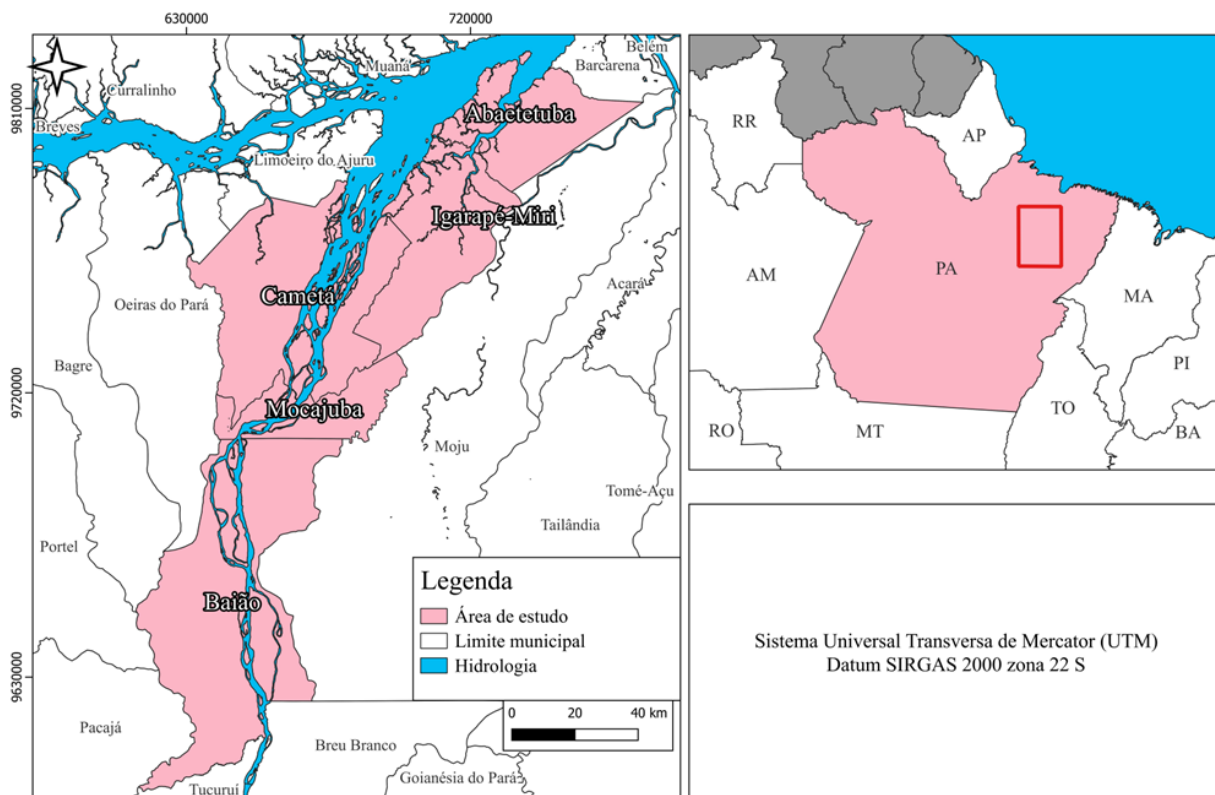 630000
720000
9810000
9720000
9630000
Belém
Barcarena
Muaná
Curralinho
Breves
Abaetetuba
Limoeiro do Ajuru
Igarapé-Miri
Oeiras do Pará
Cametá
Acará
Bagre
Mocajuba
Moju
Tomé-Açu
Tailândia
Portel
Baião
Pacajá
Breu Branco
Goianésia do Pará
Tucuruí
Legenda
Área de estudo
Limite municipal
Hidrologia
0 20 40 km
RR
AP
AM
PA
MA
PI
TO
RO
MT
BA
Sistema Universal Transversa de Mercator (UTM)
Datum SIRGAS 2000 zona 22 S